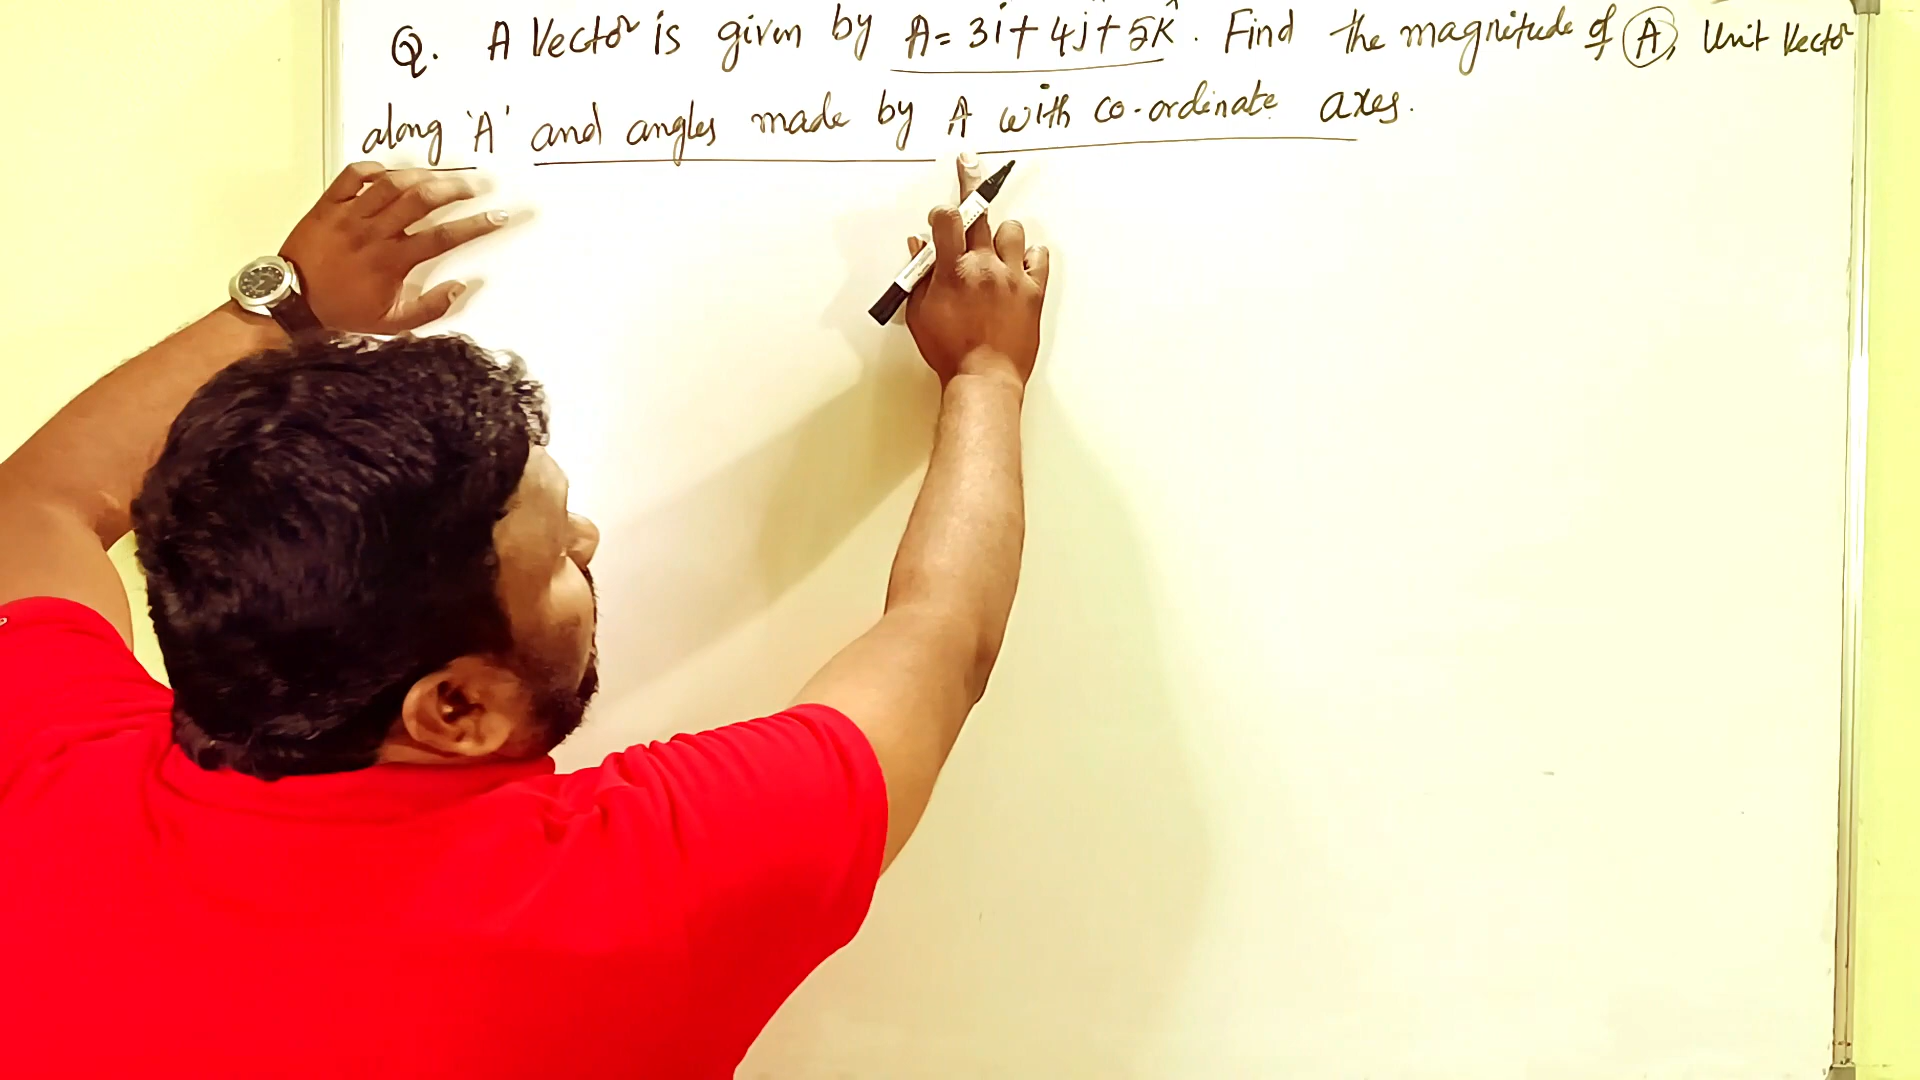 Q. A Vector is given by A = 3i + 4j + 5k̂. Find the magnitude of A, Unit Vector
along 'A' and angles made by A with co-ordinate axes.